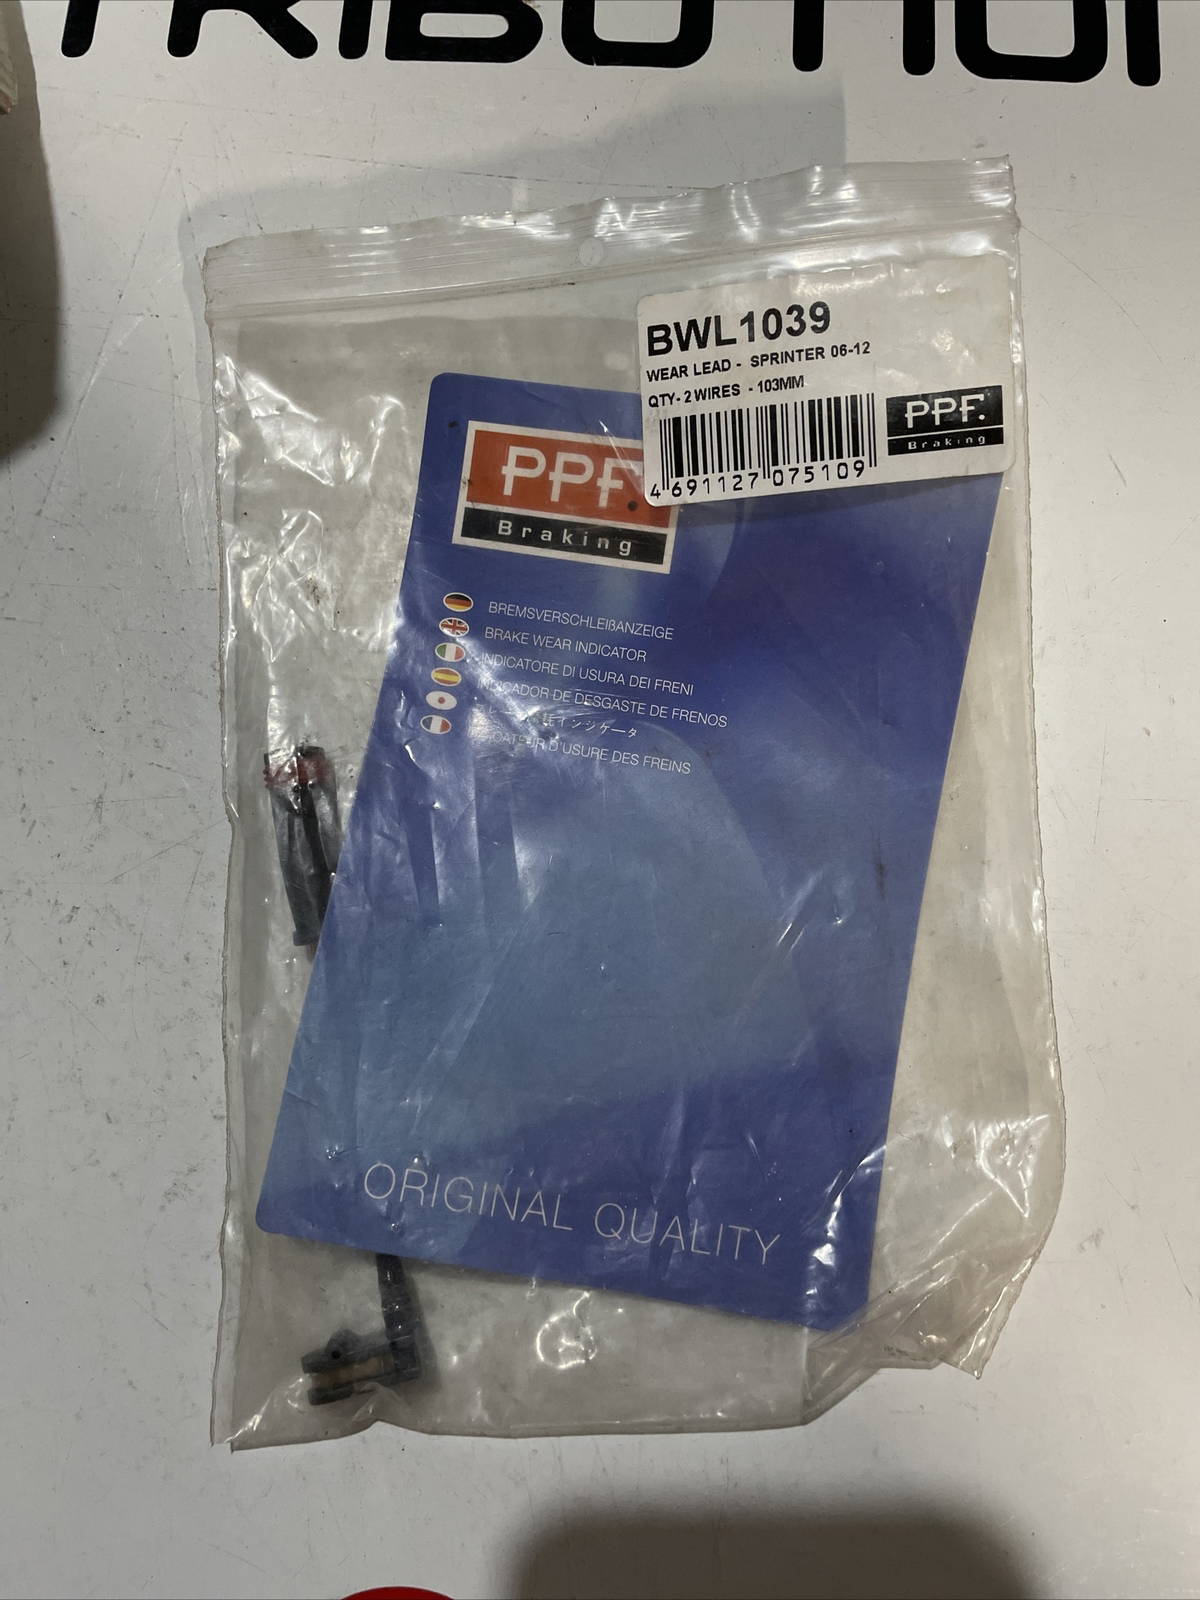 BWL1039
WEAR LEAD - SPRINTER 06-12
QTY- 2 WIRES - 103MM
PPF.
Braking
4 691127 075109
PPF.
Braking
BREMSVERSCHLEIßANZEIGE
BRAKE WEAR INDICATOR
INDICATORE DI USURA DEI FRENI
DE DESGASTE DE FRENOS
D'USURE DES FREINS
ORIGINAL QUALITY